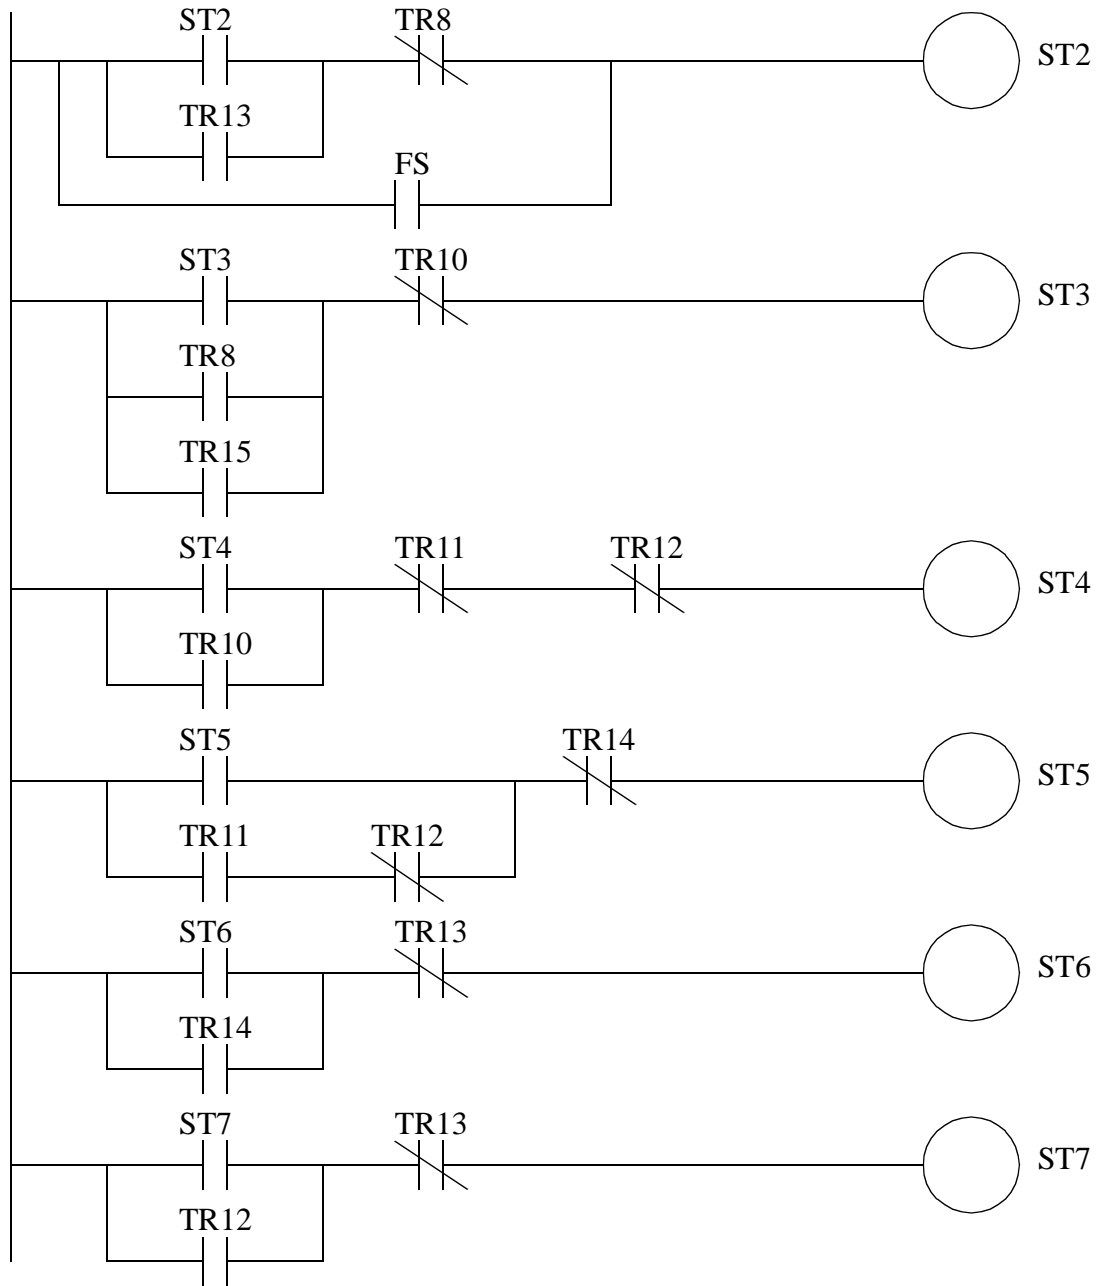 ST2 TR8 ST2
TR13
FS
ST3 TR10 ST3
TR8
TR15
ST4 TR11 TR12 ST4
TR10
ST5 TR14 ST5
TR11 TR12
ST6 TR13 ST6
TR14
ST7 TR13 ST7
TR12